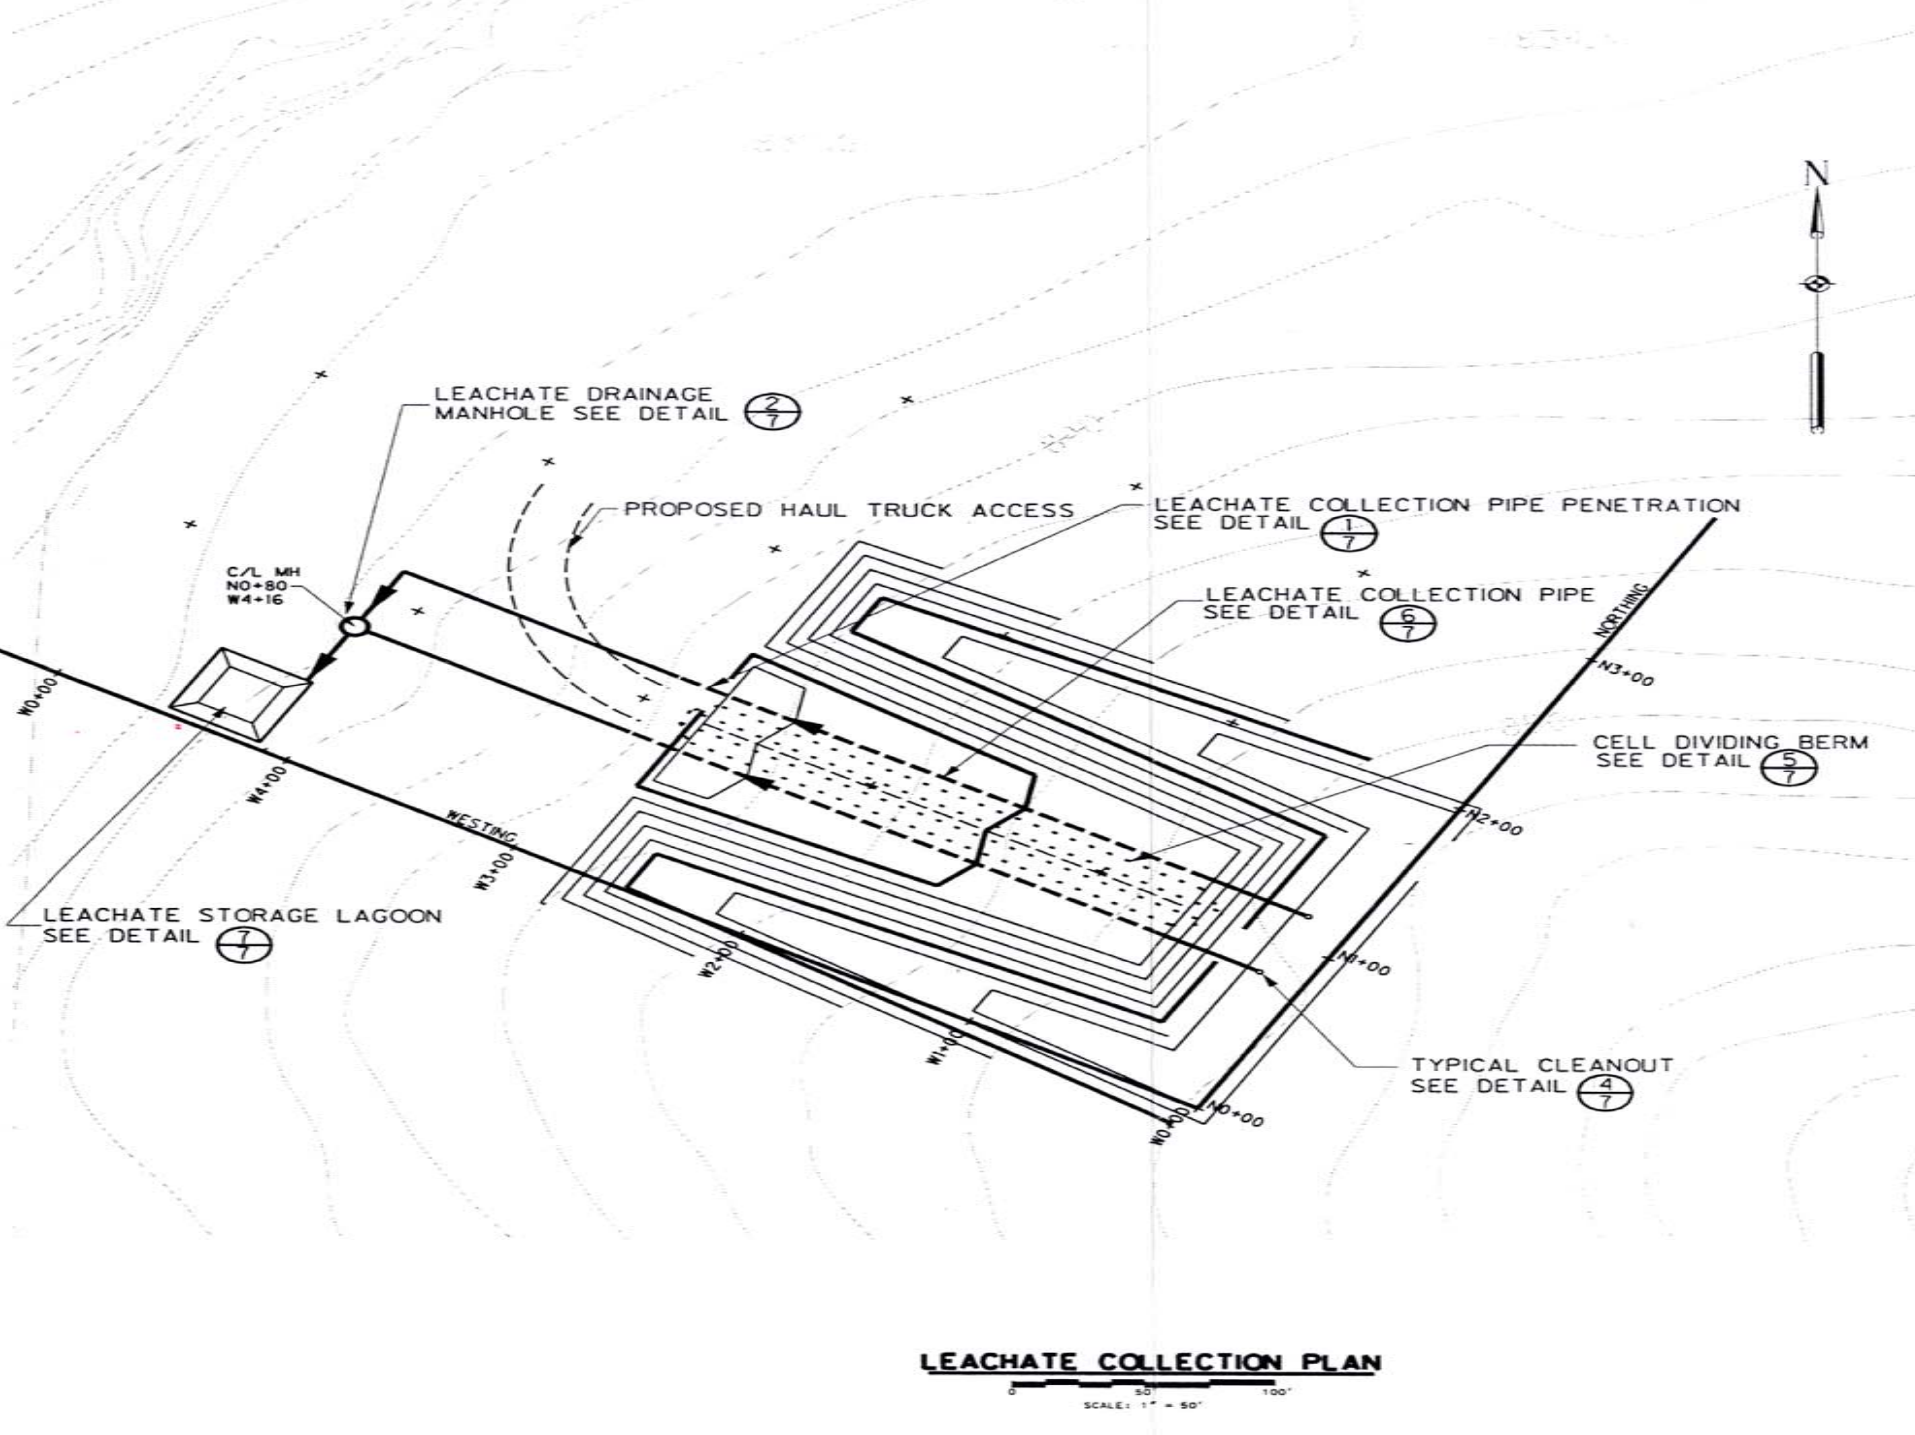 N
LEACHATE DRAINAGE
MANHOLE SEE DETAIL 2/7
PROPOSED HAUL TRUCK ACCESS
LEACHATE COLLECTION PIPE PENETRATION
SEE DETAIL 1/7
C/L MH
N0+80
W4+16
LEACHATE COLLECTION PIPE
SEE DETAIL 6/7
NORTHING
N3+00
W0+00
CELL DIVIDING BERM
SEE DETAIL 5/7
W4+00
WESTING
N2+00
W3+00
LEACHATE STORAGE LAGOON
SEE DETAIL 7/7
W2+00
N1+00
W1+00
TYPICAL CLEANOUT
SEE DETAIL 4/7
W0+00
N0+00
LEACHATE COLLECTION PLAN
0 50' 100'
SCALE: 1" = 50'